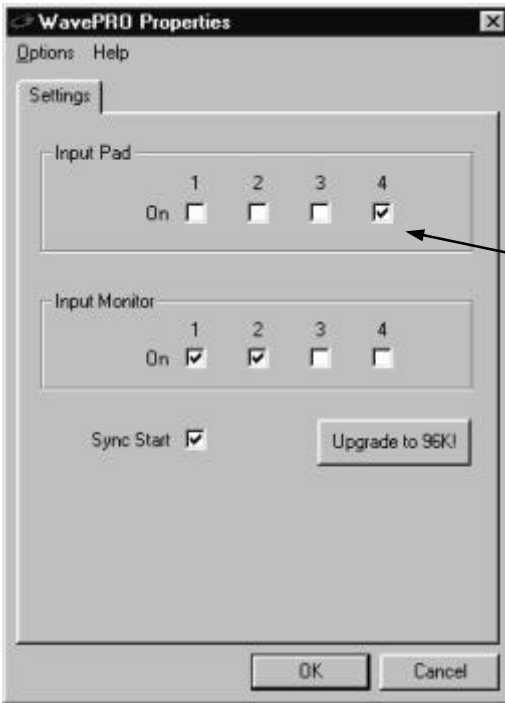 WavePRO Properties
Options Help
Settings
Input Pad
1 2 3 4
On
Input Monitor
1 2 3 4
On
Sync Start
Upgrade to 96K!
OK Cancel